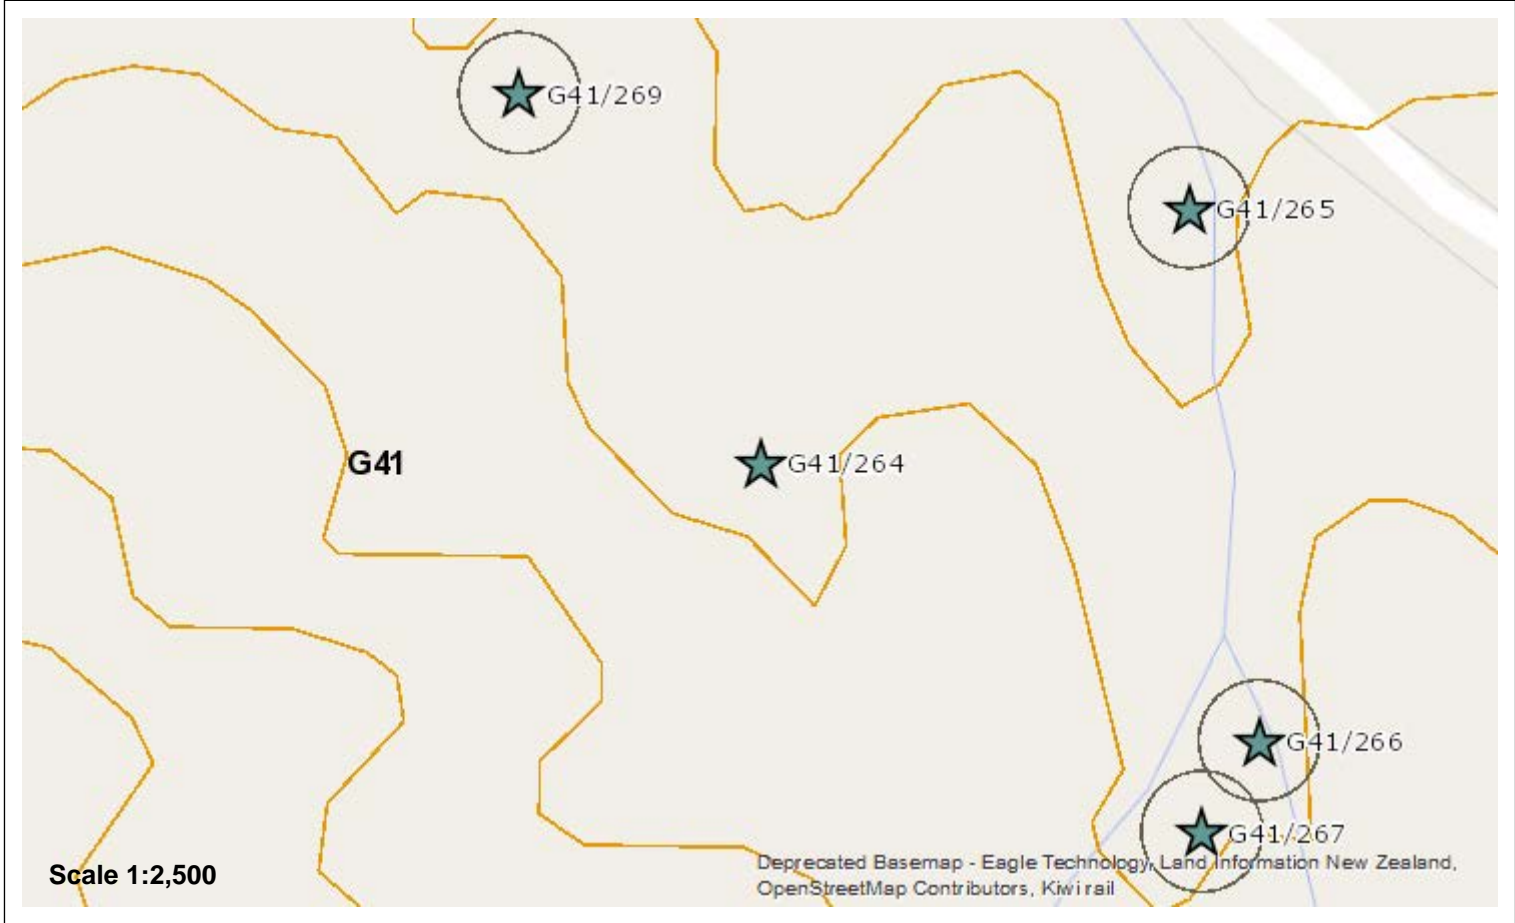 G41/269
G41/265
G41
G41/264
G41/266
G41/267
Scale 1:2,500
Deprecated Basemap - Eagle Technology, Land Information New Zealand,
OpenStreetMap Contributors, Kiwirail